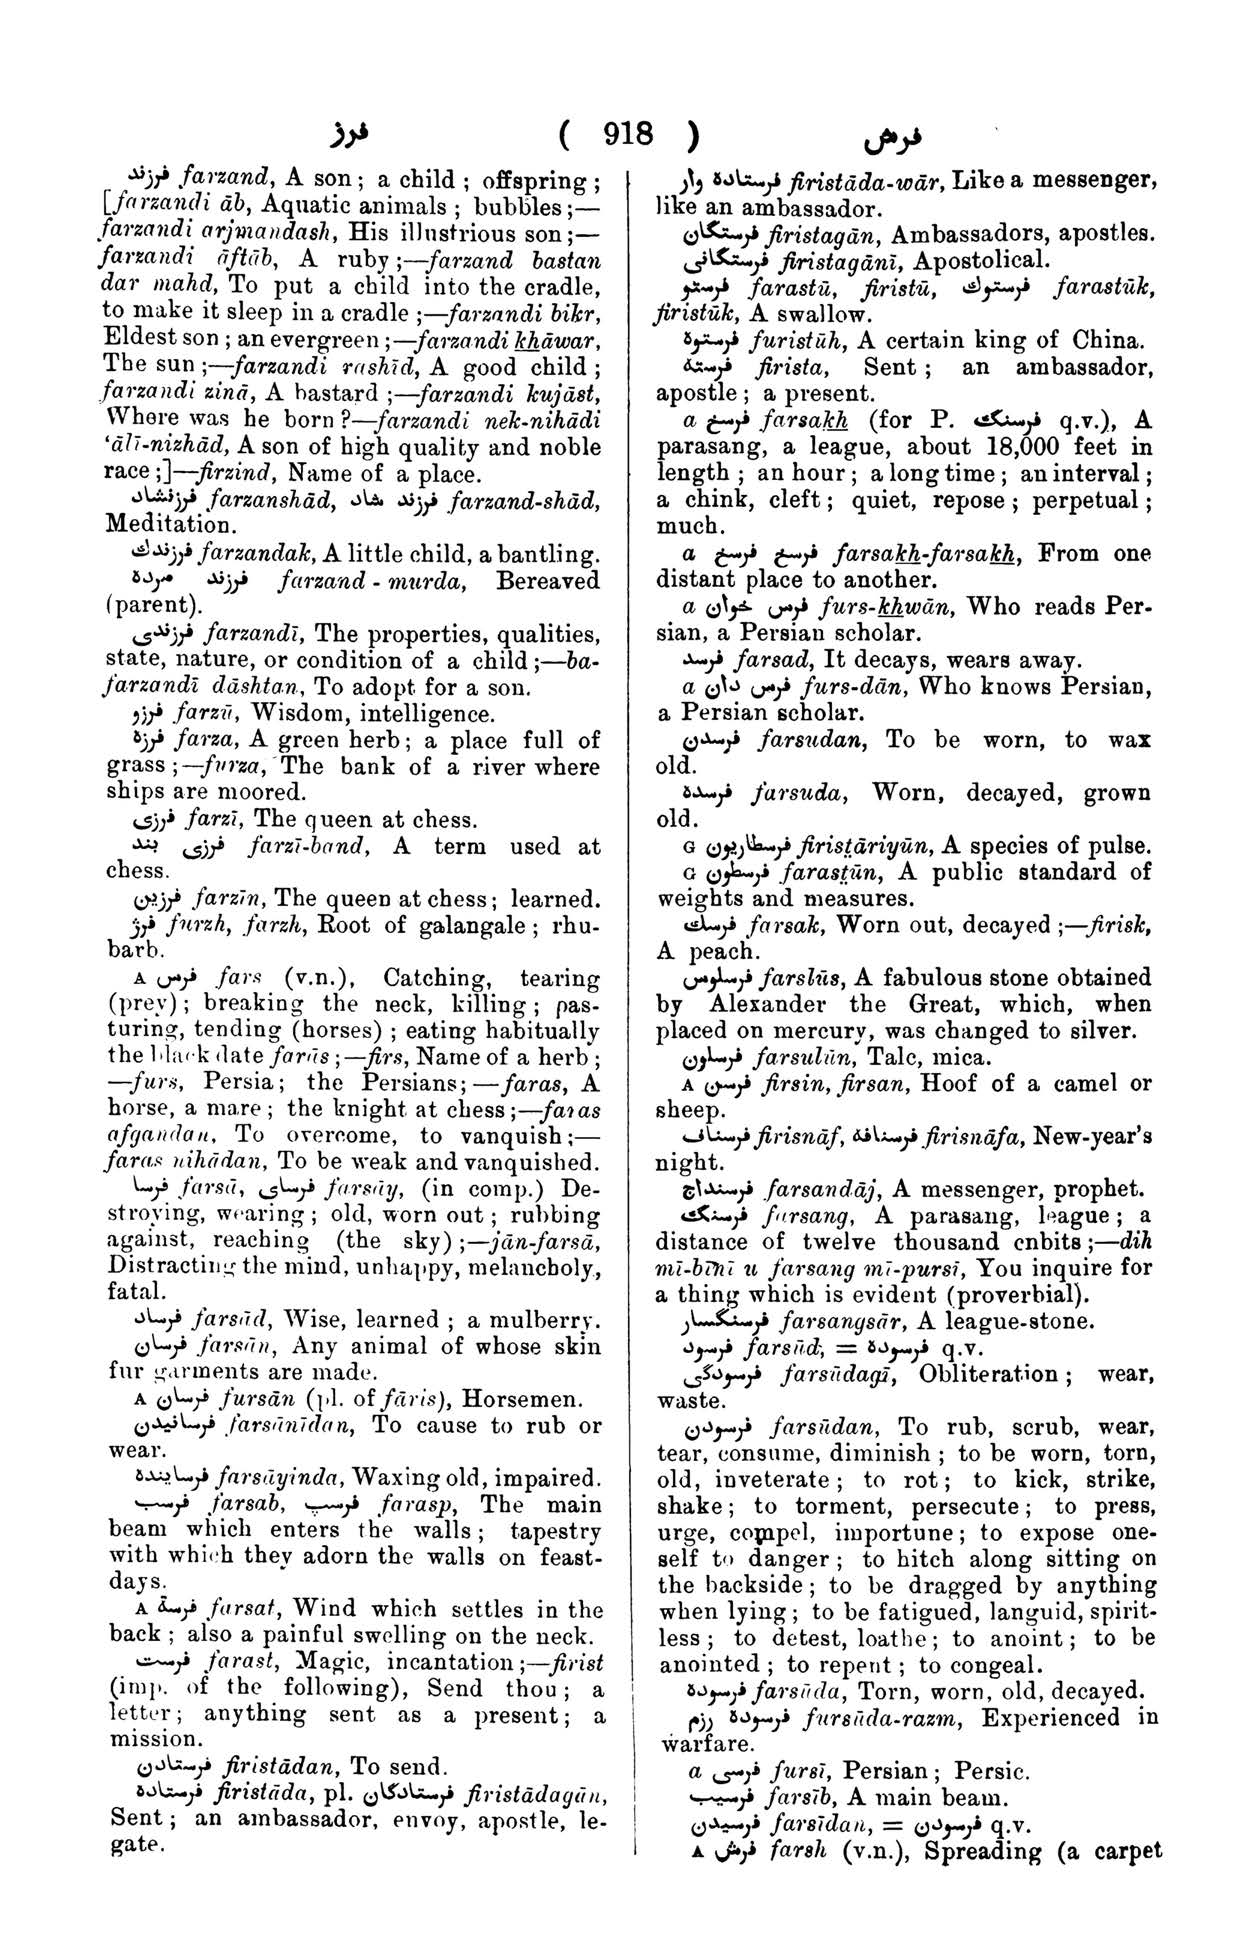 فرز ( 918 ) فرش
فرزند farzand, A son ; a child ; offspring ;
[farzandi āb, Aquatic animals ; bubbles ;—
farzandi arjmandash, His illustrious son ;—
farzandi āftāb, A ruby ;—farzand bastan
dar mahd, To put a child into the cradle,
to make it sleep in a cradle ;—farzandi bikr,
Eldest son ; an evergreen ;—farzandi khāwar,
The sun ;—farzandi rashīd, A good child ;
farzandi zinā, A bastard ;—farzandi kujāst,
Where was he born ?—farzandi nek-nihādi
‘ālī-nizhād, A son of high quality and noble
race ;]—firzind, Name of a place.
فرزنشاد farzanshād, فرزند شاد farzand-shād,
Meditation.
فرزندك farzandak, A little child, a bantling.
فرزند مرده farzand - murda, Bereaved
(parent).
فرزندی farzandī, The properties, qualities,
state, nature, or condition of a child ;—ba-
farzandī dāshtan, To adopt for a son.
فرزو farzū, Wisdom, intelligence.
فرزه farza, A green herb ; a place full of
grass ;—furza, The bank of a river where
ships are moored.
فرزی farzī, The queen at chess.
فرزی بند farzī-band, A term used at
chess.
فرزين farzīn, The queen at chess ; learned.
فرژ furzh, farzh, Root of galangale ; rhu-
barb.
A فرس fars (v.n.), Catching, tearing
(prey) ; breaking the neck, killing ; pas-
turing, tending (horses) ; eating habitually
the black date farās ;—firs, Name of a herb ;
—furs, Persia ; the Persians ;—faras, A
horse, a mare ; the knight at chess ;—faras
afgandan, To overcome, to vanquish ;—
faras nihādan, To be weak and vanquished.
فرسا farsā, فرسای farsāy, (in comp.) De-
stroying, wearing ; old, worn out ; rubbing
against, reaching (the sky) ;—jān-farsā,
Distracting the mind, unhappy, melancholy,
fatal.
فرساد farsād, Wise, learned ; a mulberry.
فرسان farsān, Any animal of whose skin
fur garments are made.
A فرسان fursān (pl. of fāris), Horsemen.
فرسانيدن farsānīdan, To cause to rub or
wear.
فرساينده farsāyinda, Waxing old, impaired.
فرسب farsab, فرسپ farasp, The main
beam which enters the walls ; tapestry
with which they adorn the walls on feast-
days.
A فرسة farsat, Wind which settles in the
back ; also a painful swelling on the neck.
فرست farast, Magic, incantation ;—firist
(imp. of the following), Send thou ; a
letter ; anything sent as a present ; a
mission.
فرستادن firistādan, To send.
فرستاده firistāda, pl. فرستادگان firistādagān,
Sent ; an ambassador, envoy, apostle, le-
gate.
فرستاده وار firistāda-wār, Like a messenger,
like an ambassador.
فرستگان firistagān, Ambassadors, apostles.
فرستگانی firistagānī, Apostolical.
فرستو farastū, firistū, فرستوك farastūk,
firistūk, A swallow.
فرستوه furistūh, A certain king of China.
فرسته firista, Sent ; an ambassador,
apostle ; a present.
a فرسخ farsakh (for P. فرسنگ q.v.), A
parasang, a league, about 18,000 feet in
length ; an hour ; a long time ; an interval ;
a chink, cleft ; quiet, repose ; perpetual ;
much.
a فرسخ فرسخ farsakh-farsakh, From one
distant place to another.
a فرس خوان furs-khwān, Who reads Per-
sian, a Persian scholar.
فرسد farsad, It decays, wears away.
a فرس دان furs-dān, Who knows Persian,
a Persian scholar.
فرسدن farsudan, To be worn, to wax
old.
فرسده farsuda, Worn, decayed, grown
old.
G فرسطاريون firisṭāriyūn, A species of pulse.
G فرسطون farasṭūn, A public standard of
weights and measures.
فرسك farsak, Worn out, decayed ;—firisk,
A peach.
فرسلوس farslūs, A fabulous stone obtained
by Alexander the Great, which, when
placed on mercury, was changed to silver.
فرسلون farsulūn, Talc, mica.
A فرسن firsin, firsan, Hoof of a camel or
sheep.
فرسناف firisnāf, فرسنافه firisnāfa, New-year's
night.
فرسنداج farsandāj, A messenger, prophet.
فرسنگ farsang, A parasang, league ; a
distance of twelve thousand cnbits ;—dih
mī-bīnī u farsang mī-pursī, You inquire for
a thing which is evident (proverbial).
فرسنگسار farsangsār, A league-stone.
فرسود farsūd, = فرسوده q.v.
فرسودگی farsūdagī, Obliteration ; wear,
waste.
فرسودن farsūdan, To rub, scrub, wear,
tear, consume, diminish ; to be worn, torn,
old, inveterate ; to rot ; to kick, strike,
shake ; to torment, persecute ; to press,
urge, compel, importune ; to expose one-
self to danger ; to hitch along sitting on
the backside ; to be dragged by anything
when lying ; to be fatigued, languid, spirit-
less ; to detest, loathe ; to anoint ; to be
anointed ; to repent ; to congeal.
فرسوده farsūda, Torn, worn, old, decayed.
فرسوده رزم fursūda-razm, Experienced in
warfare.
a فرسی fursī, Persian ; Persic.
فرسيب farsīb, A main beam.
فرسيدن farsīdan, = فرسودن q.v.
A فرش farsh (v.n.), Spreading (a carpet